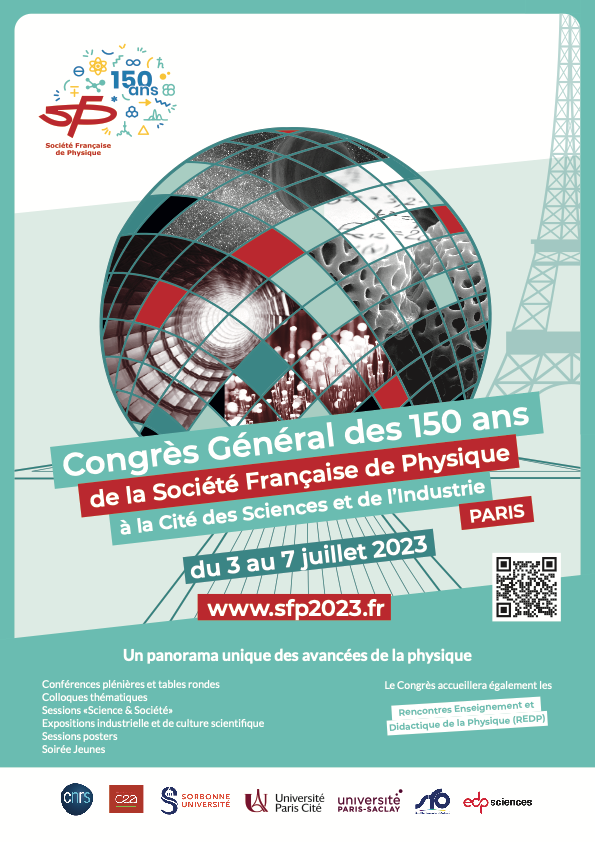 150
ans
sfp
Société Française
de Physique
Congrès Général des 150 ans
de la Société Française de Physique
à la Cité des Sciences et de l'Industrie
PARIS
du 3 au 7 juillet 2023
www.sfp2023.fr
Un panorama unique des avancées de la physique
Conférences plénières et tables rondes
Colloques thématiques
Sessions «Science & Société»
Expositions industrielle et de culture scientifique
Sessions posters
Soirée Jeunes
Le Congrès accueillera également les
Rencontres Enseignement et
Didactique de la Physique (REDP)
cnrs
cea
SORBONNE
UNIVERSITÉ
Université
Paris Cité
université
PARIS-SACLAY
sfo
edp sciences